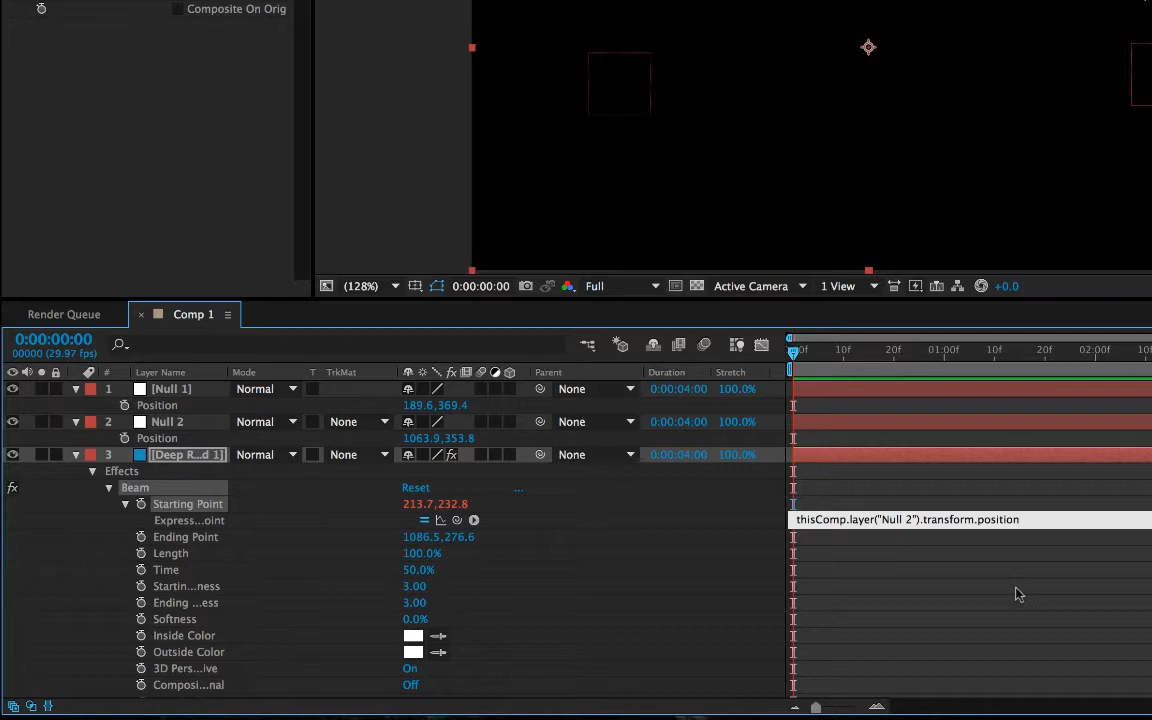 Composite On Orig
(128%) 0:00:00:00 Full Active Camera 1 View +0.0
Render Queue × Comp 1
0:00:00:00
00000 (29.97 fps)
00f 10f 20f 01:00f 10f 20f 02:00f 10f
# Layer Name Mode T TrkMat Parent Duration Stretch
1 [Null 1] Normal None 0:00:04:00 100.0%
Position 189.6,369.4
2 Null 2 Normal None None 0:00:04:00 100.0%
Position 1063.9,353.8
3 [Deep R...d 1] Normal None fx None 0:00:04:00 100.0%
Effects
fx Beam Reset ...
Starting Point 213.7,232.8
Express...oint thisComp.layer("Null 2").transform.position
Ending Point 1086.5,276.6
Length 100.0%
Time 50.0%
Startin...ness 3.00
Ending ...ess 3.00
Softness 0.0%
Inside Color
Outside Color
3D Pers...ive On
Composi...nal Off